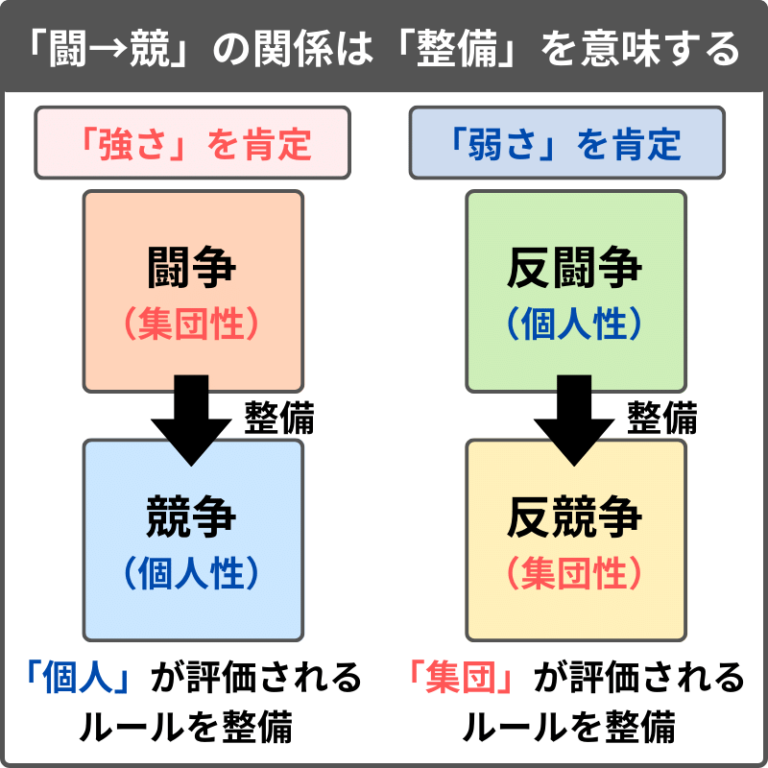 「闘→競」の関係は「整備」を意味する
「強さ」を肯定
闘争
（集団性）
整備
競争
（個人性）
「個人」が評価される
ルールを整備
「弱さ」を肯定
反闘争
（個人性）
整備
反競争
（集団性）
「集団」が評価される
ルールを整備